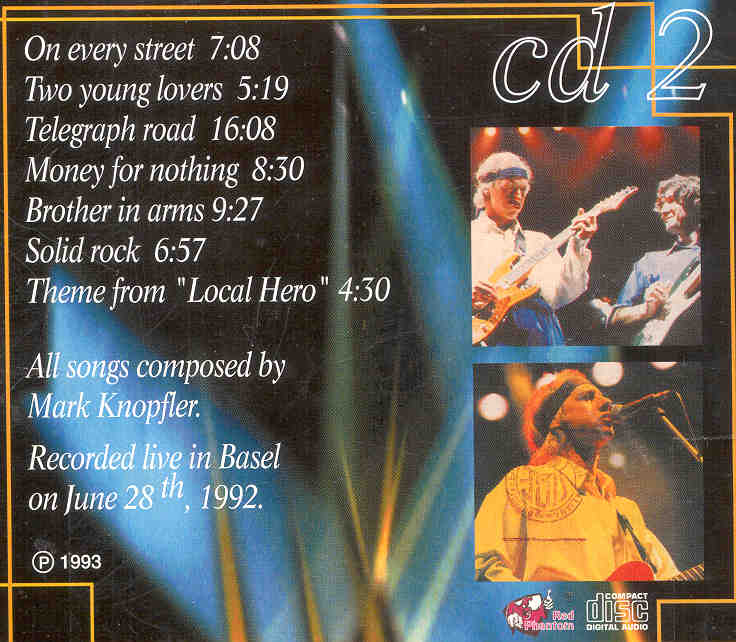 cd 2
On every street 7:08
Two young lovers 5:19
Telegraph road 16:08
Money for nothing 8:30
Brother in arms 9:27
Solid rock 6:57
Theme from "Local Hero" 4:30
All songs composed by
Mark Knopfler.
Recorded live in Basel
on June 28th, 1992.
℗ 1993
Red
Phantom
COMPACT
disc
DIGITAL AUDIO